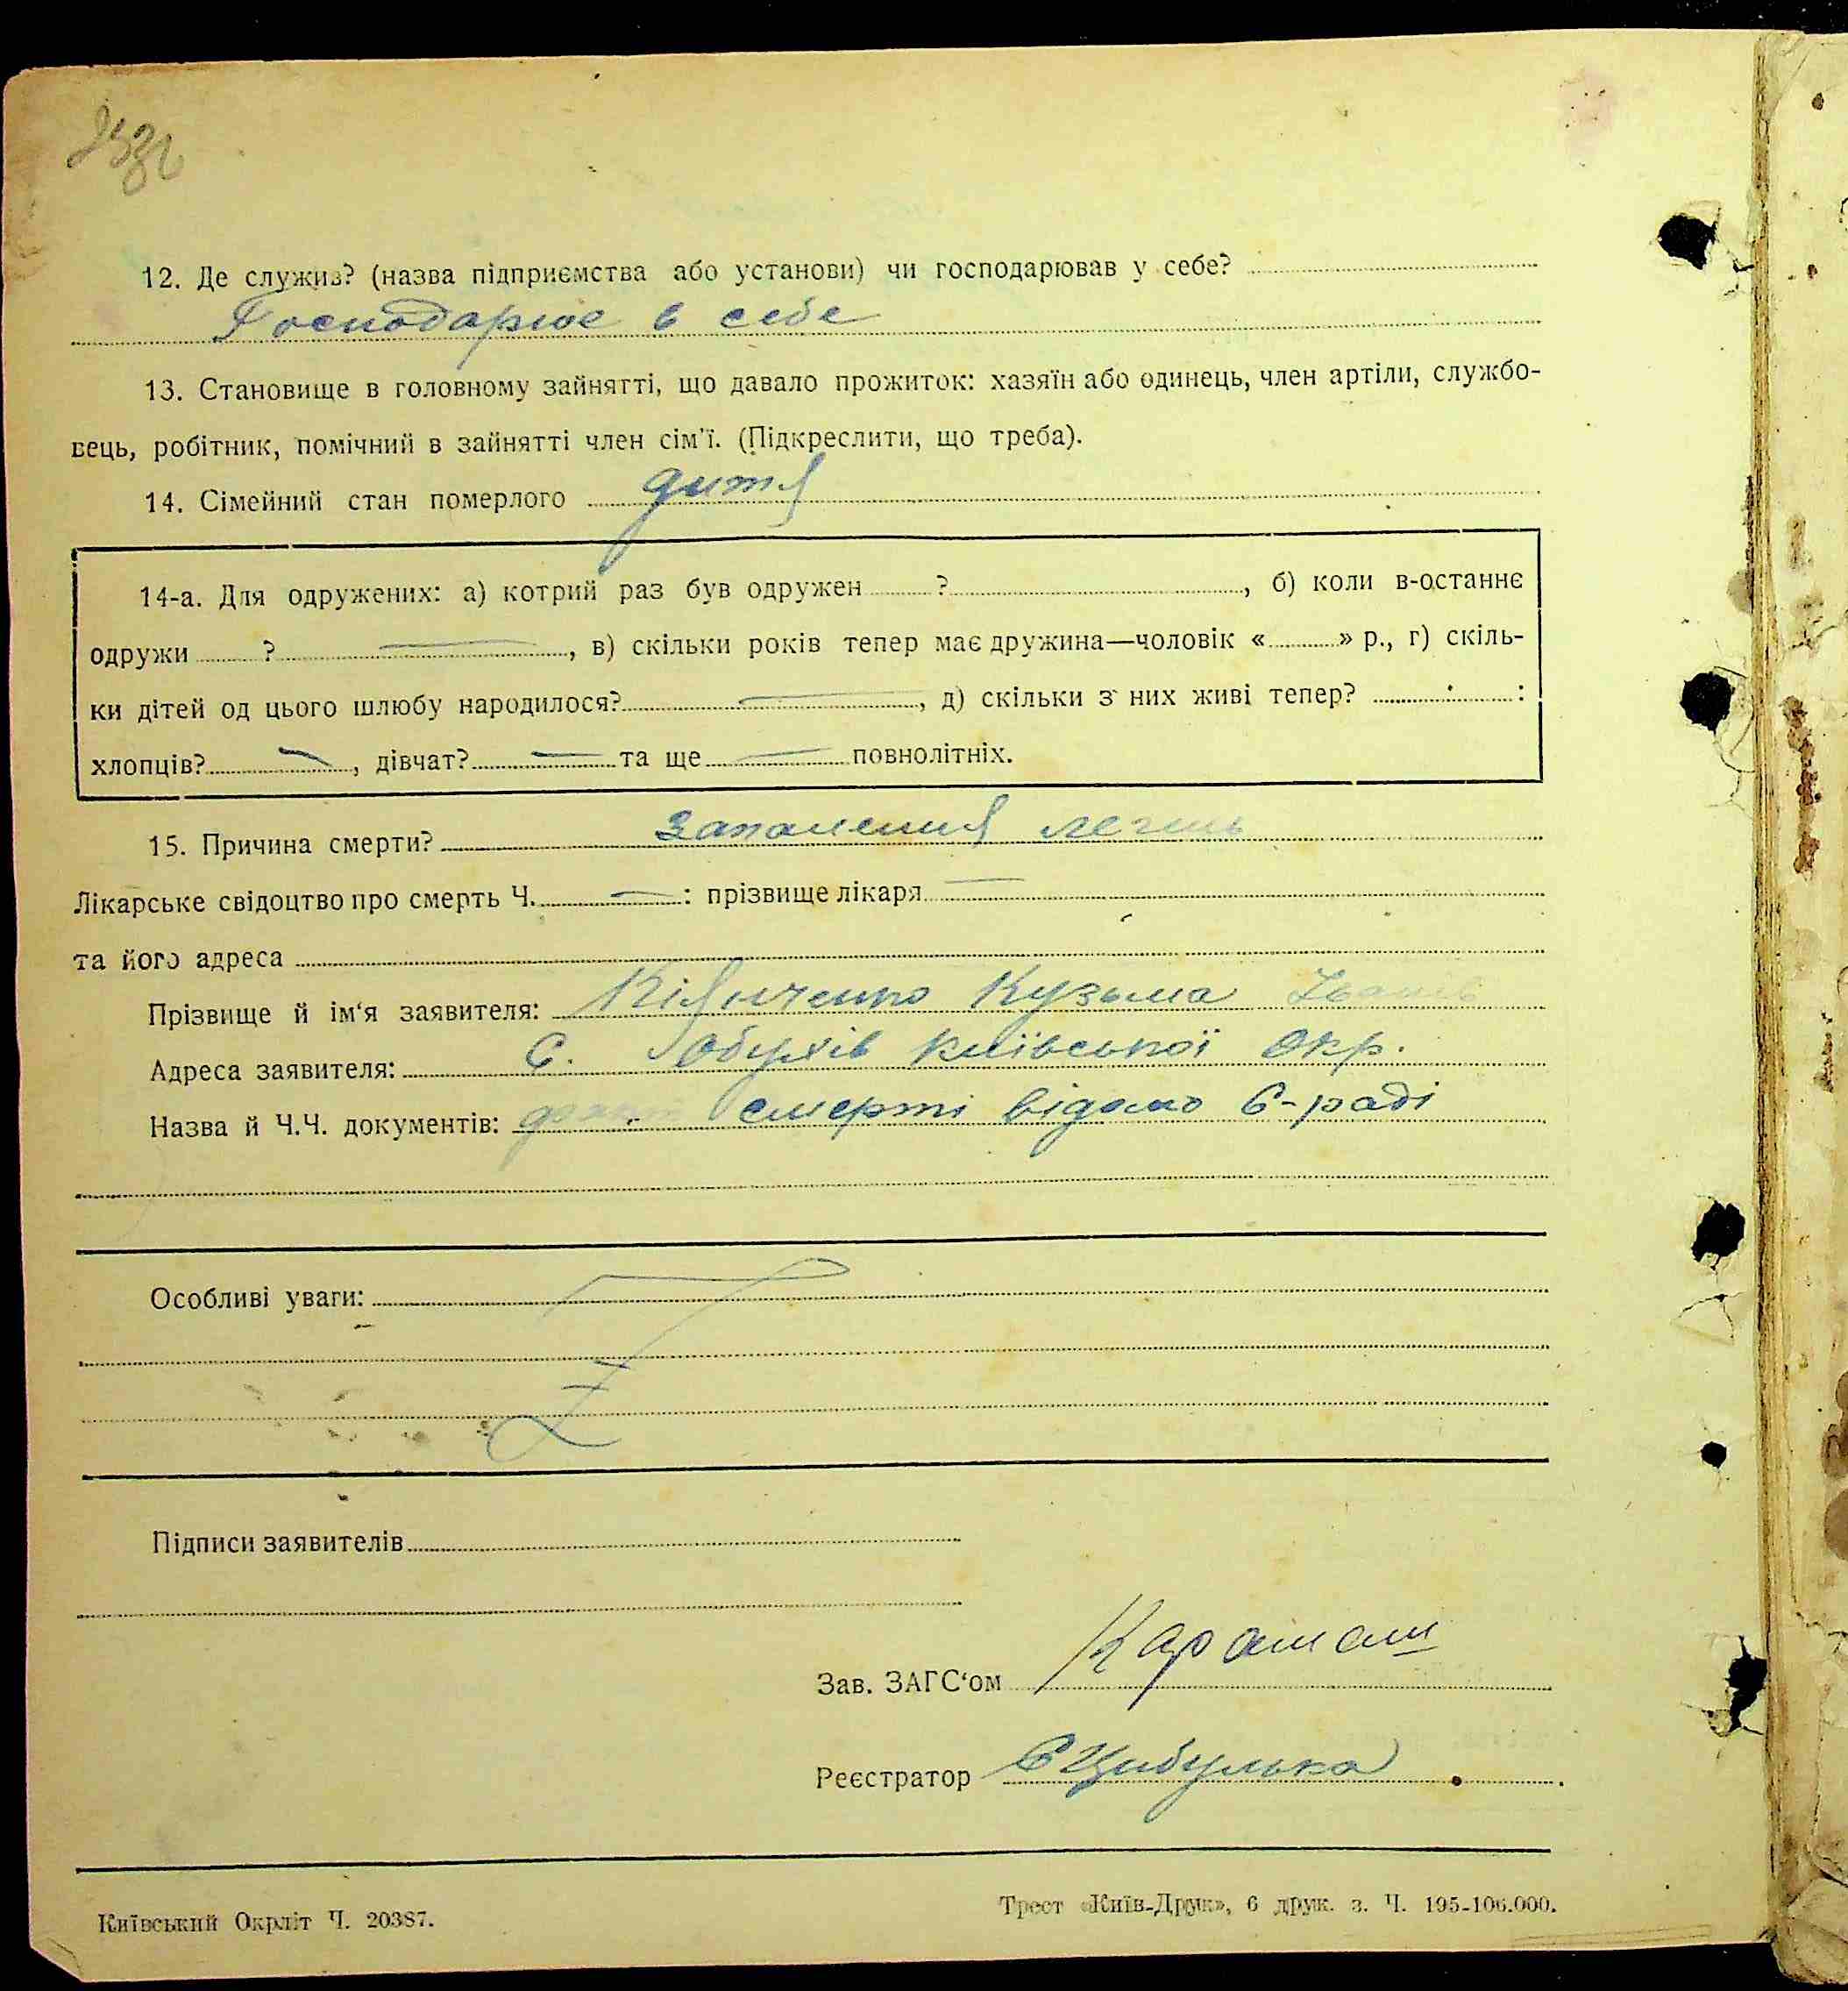 12. Де служив? (назва підприємства або установи) чи господарював у себе?
Господарює в себе
13. Становище в головному зайнятті, що давало прожиток: хазяїн або одинець, член артіли, службо-
вець, робітник, помічний в зайнятті член сім'ї. (Підкреслити, що треба).
14. Сімейний стан померлого дитя
14-а. Для одружених: а) котрий раз був одружен ? , б) коли в-останнє
одружи ? — , в) скільки років тепер має дружина—чоловік « » р., г) скіль-
ки дітей од цього шлюбу народилося? — , д) скільки з них живі тепер? :
хлопців? — , дівчат? — та ще — повнолітніх.
15. Причина смерти? запалення легень
Лікарське свідоцтво про смерть Ч. — : прізвище лікаря —
та його адреса
Прізвище й ім'я заявителя: Кузьма
Адреса заявителя: С. Обухів Київської Окр.
Назва й Ч.Ч. документів: смерті відомо С-раді
Особливі уваги:
Підписи заявителів
Зав. ЗАГС'ом
Реєстратор Є Цибулька
Київський Окрліт Ч. 20387.
Трест «Київ-Друк», 6 друк. з. Ч. 195-106.000.